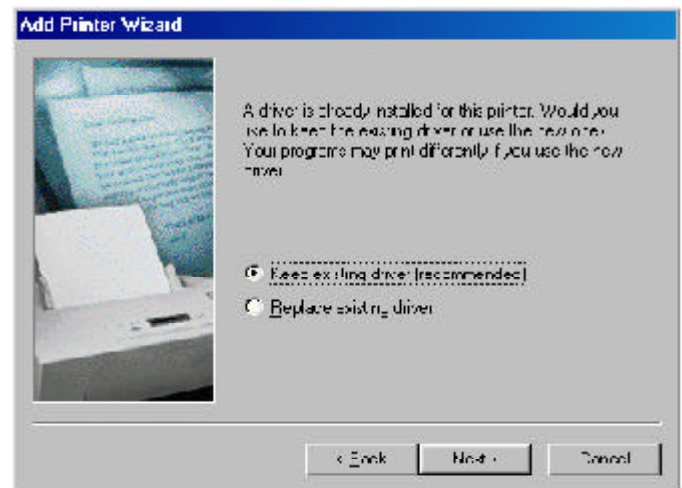 Add Printer Wizard
A driver is already installed for this printer. Would you
like to keep the existing driver or use the new one?
Your programs may print differently if you use the new
driver.
Keep existing driver (recommended)
Replace existing driver
< Back
Next >
Cancel